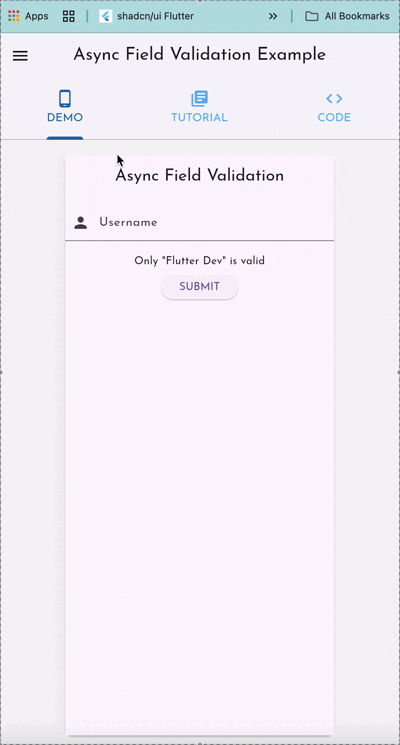 Apps shadcn/ui Flutter » All Bookmarks
Async Field Validation Example
DEMO TUTORIAL CODE
Async Field Validation
Username
Only "Flutter Dev" is valid
SUBMIT